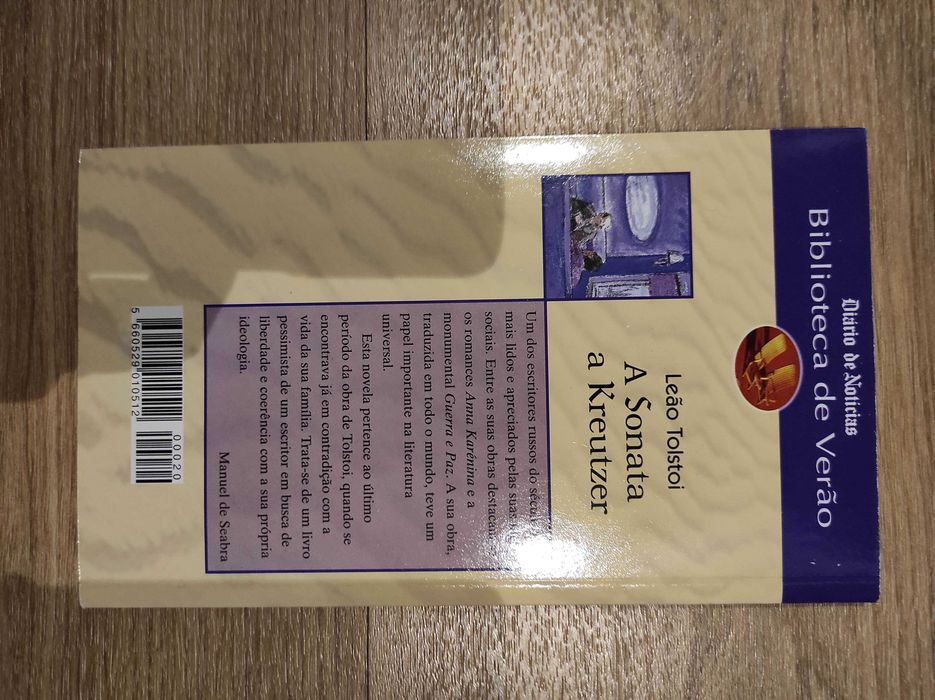 Diário de Notícias
Biblioteca de Verão
Leão Tolstoi
A Sonata
a Kreutzer
Um dos escritores russos do sécul
mais lidos e apreciados pelas suas
sociais. Entre as suas obras destacam-
os romances Anna Karénina e a
monumental Guerra e Paz. A sua obra,
traduzida em todo o mundo, teve um
papel importante na literatura
universal.
Esta novela pertence ao último
período da obra de Tolstoi, quando se
encontrava já em contradição com a
vida da sua família. Trata-se de um livro
pessimista de um escritor em busca de
liberdade e coerência com a sua própria
ideologia.
Manuel de Seabra
00020
5 660529 010512